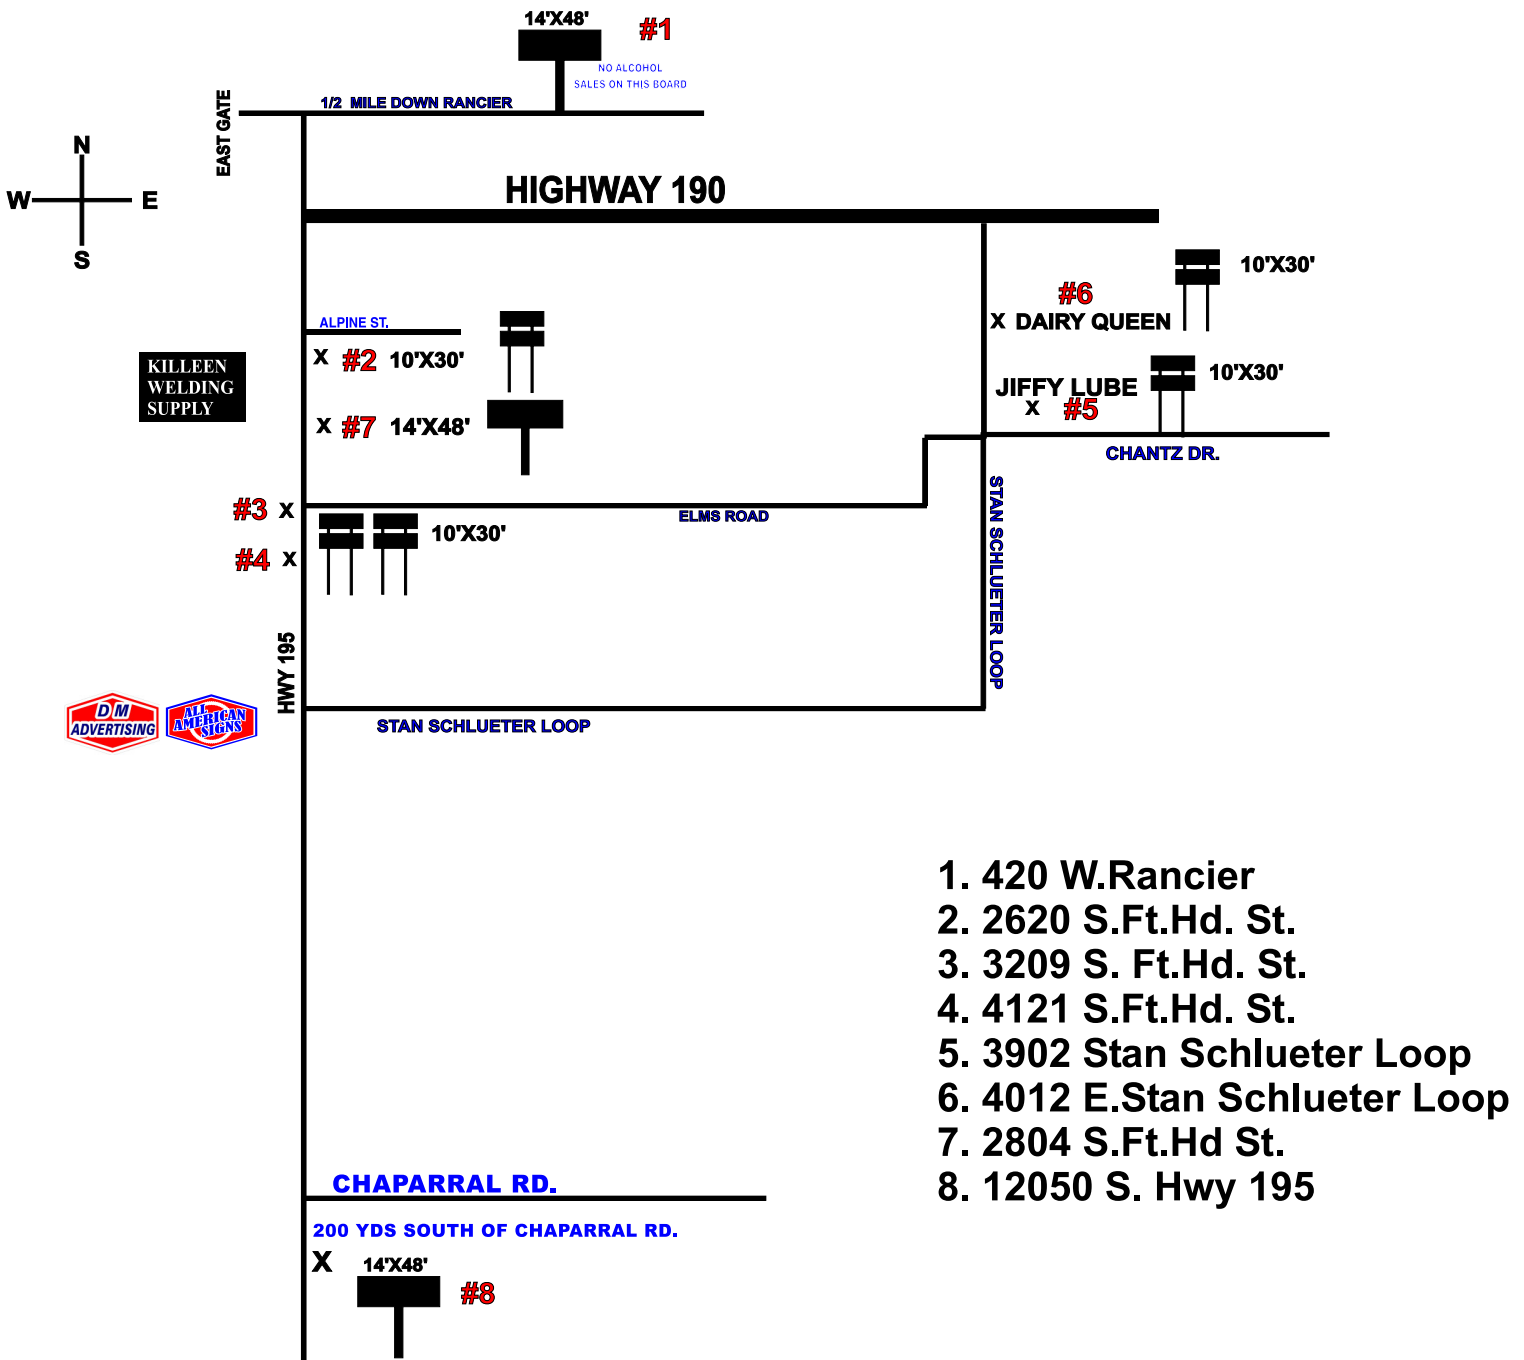 14'X48'
#1
NO ALCOHOL
SALES ON THIS BOARD
1/2 MILE DOWN RANCIER
EAST GATE
N
W
E
S
HIGHWAY 190
10'X30'
#6
X DAIRY QUEEN
ALPINE ST.
X #2 10'X30'
KILLEEN
WELDING
SUPPLY
JIFFY LUBE
10'X30'
X #5
X #7 14'X48'
CHANTZ DR.
#3 X
ELMS ROAD
10'X30'
#4 X
STAN SCHLUETER LOOP
HWY 195
DM
ADVERTISING
ALL
AMERICAN
SIGNS
STAN SCHLUETER LOOP
1. 420 W.Rancier
2. 2620 S.Ft.Hd. St.
3. 3209 S. Ft.Hd. St.
4. 4121 S.Ft.Hd. St.
5. 3902 Stan Schlueter Loop
6. 4012 E.Stan Schlueter Loop
7. 2804 S.Ft.Hd St.
8. 12050 S. Hwy 195
CHAPARRAL RD.
200 YDS SOUTH OF CHAPARRAL RD.
X
14'X48'
#8